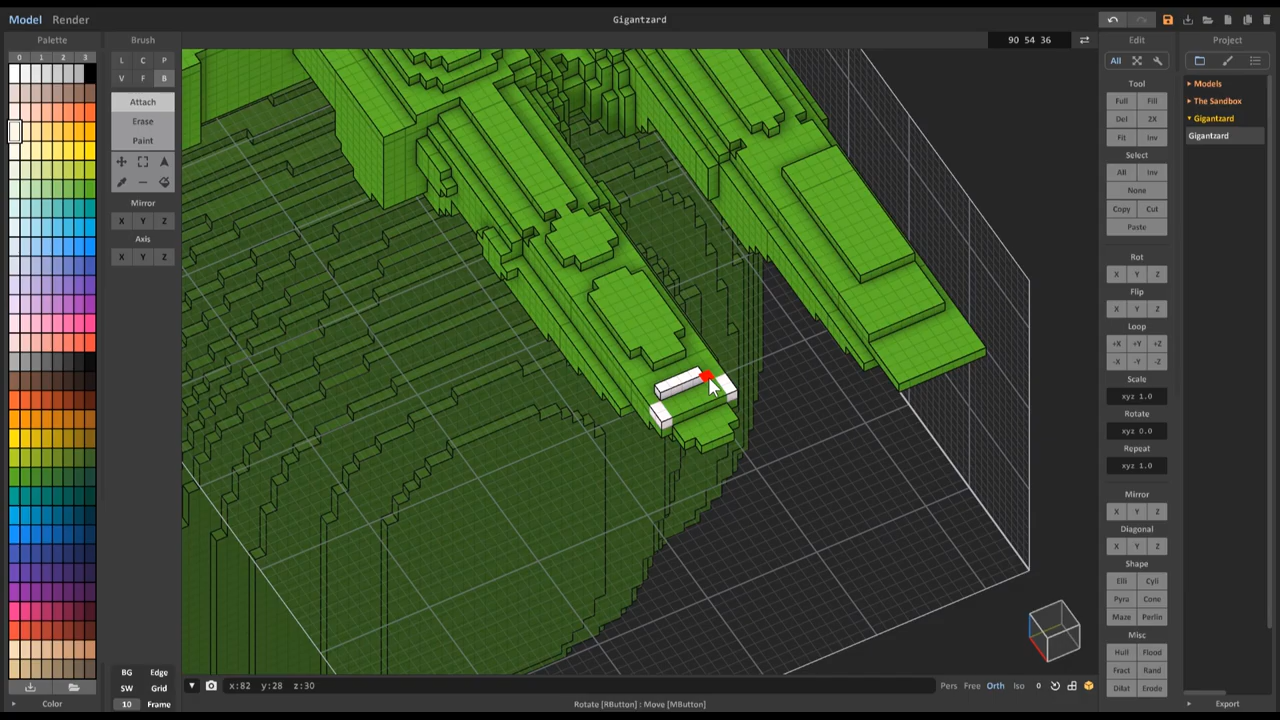 Model Render
Gigantzard
Palette
0 1 2 3
Color
Brush
L C P
V F B
Attach
Erase
Paint
Mirror
X Y Z
Axis
X Y Z
BG Edge
SW Grid
10 Frame
90 54 36
x:82 y:28 z:30
Pers Free Orth Iso 0
Rotate [RButton] : Move [MButton]
Edit
All
Tool
Full Fill
Del 2X
Fit Inv
Select
All Inv
None
Copy Cut
Paste
Rot
X Y Z
Flip
X Y Z
Loop
+X +Y +Z
-X -Y -Z
Scale
xyz 1.0
Rotate
xyz 0.0
Repeat
xyz 1.0
Mirror
X Y Z
Diagonal
X Y Z
Shape
Elli Cyli
Pyra Cone
Maze Perlin
Misc
Hull Flood
Fract Rand
Dilat Erode
Project
Models
The Sandbox
Gigantzard
Gigantzard
Export